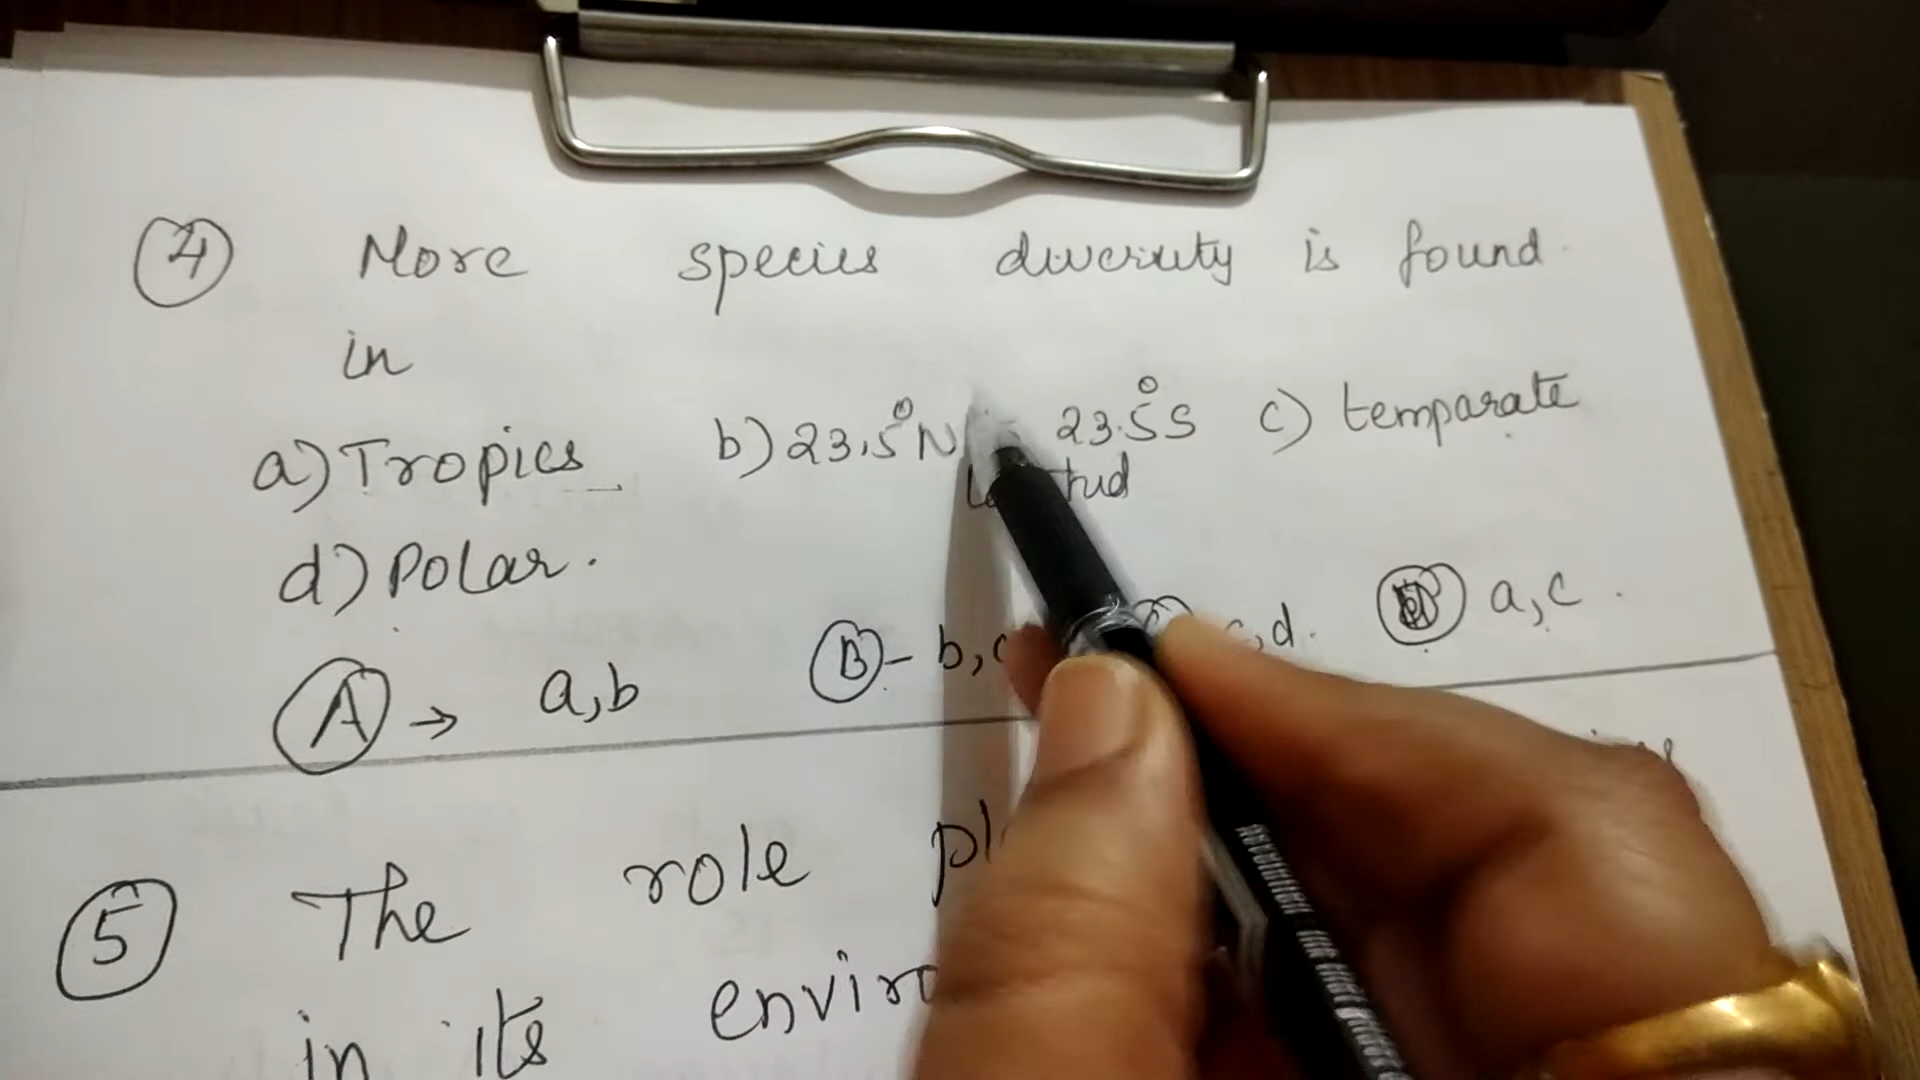 4 More species diversity is found
in
a) Tropics b) 23.5°N - 23.5°S c) temparate
d) Polar.
A → a,b B - b,c c,d. D a,c.
5 The role
in its